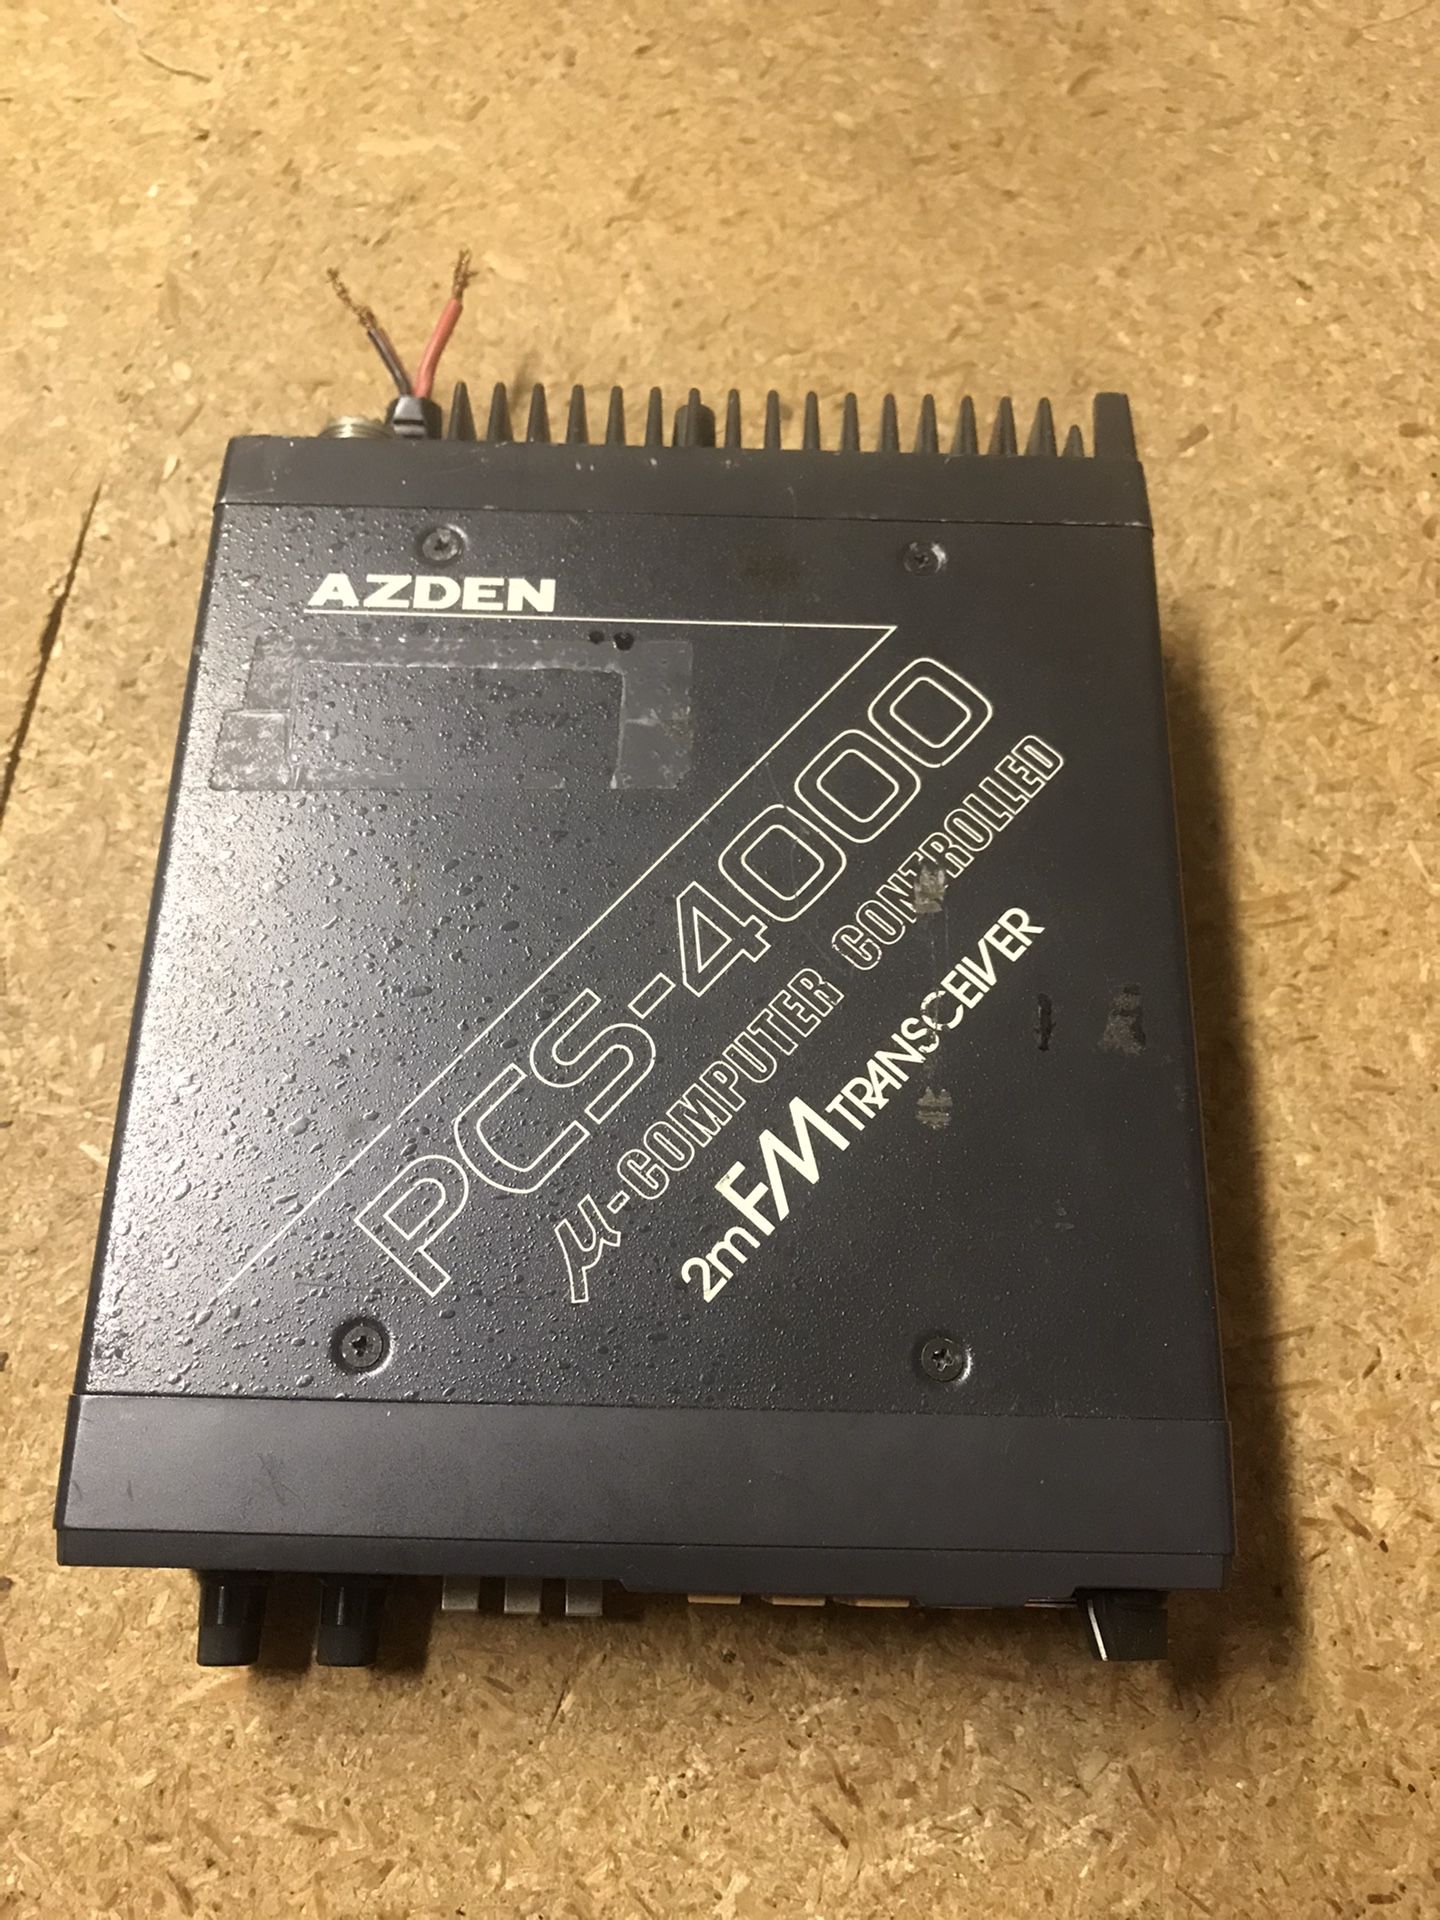 AZDEN
PCS-4000
μ-COMPUTER CONTROLLED
2m FM TRANSCEIVER